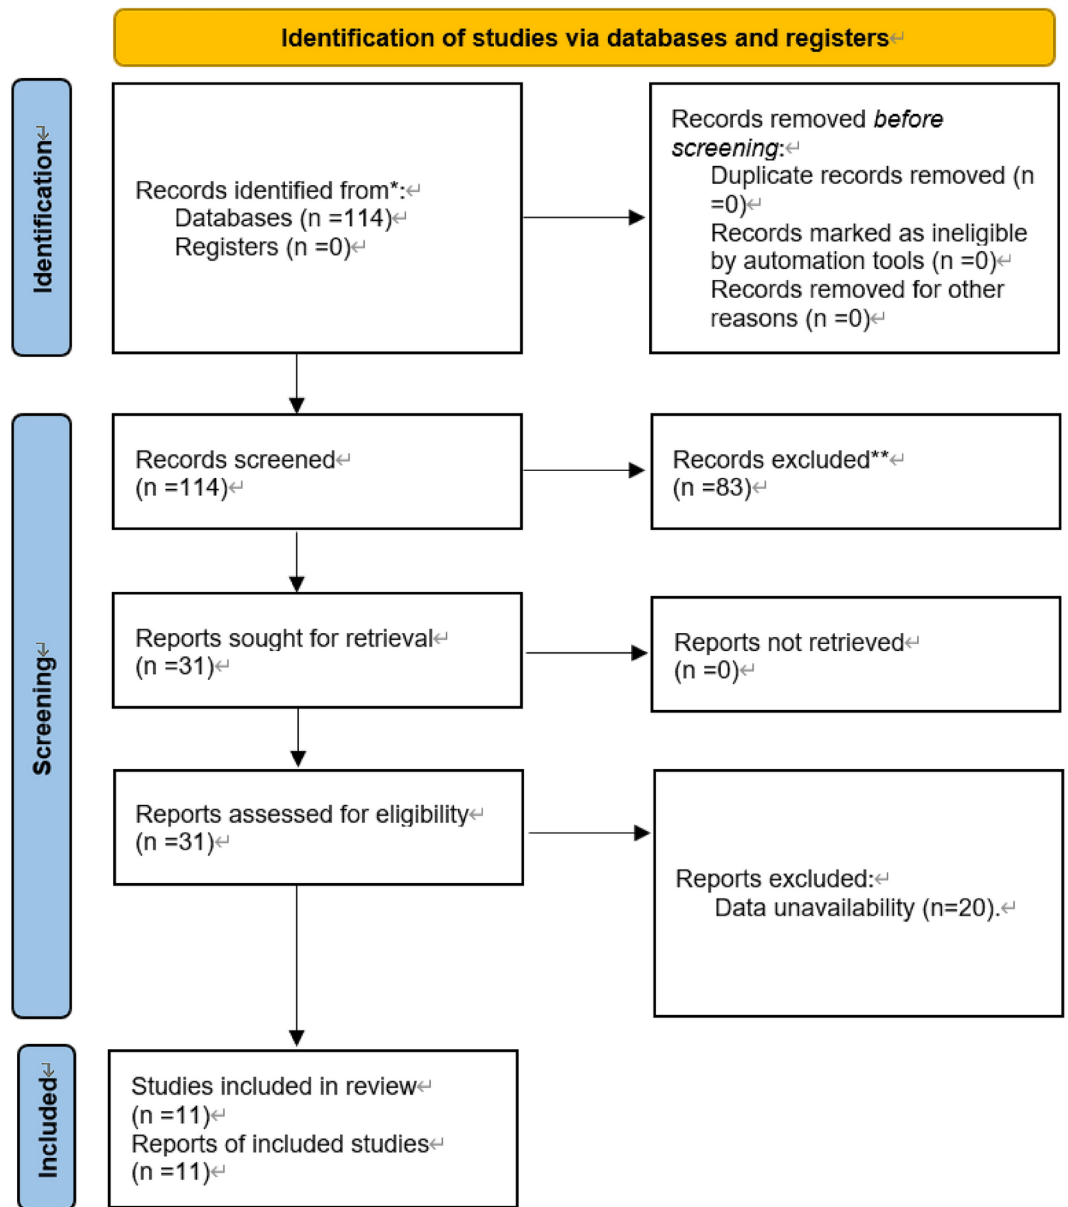 Identification of studies via databases and registers↵
Identification↵
Records identified from*:↵
Databases (n =114)↵
Registers (n =0)↵
Records removed before
screening:↵
Duplicate records removed (n
=0)↵
Records marked as ineligible
by automation tools (n =0)↵
Records removed for other
reasons (n =0)↵
Screening↵
Records screened↵
(n =114)↵
Records excluded**↵
(n =83)↵
Reports sought for retrieval↵
(n =31)↵
Reports not retrieved↵
(n =0)↵
Reports assessed for eligibility↵
(n =31)↵
Reports excluded:↵
Data unavailability (n=20).↵
Included↵
Studies included in review↵
(n =11)↵
Reports of included studies↵
(n =11)↵